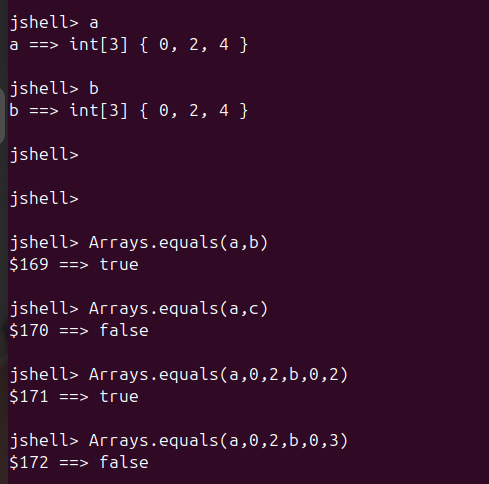 jshell> a
a ==> int[3] { 0, 2, 4 }
jshell> b
b ==> int[3] { 0, 2, 4 }
jshell>
jshell>
jshell> Arrays.equals(a,b)
$169 ==> true
jshell> Arrays.equals(a,c)
$170 ==> false
jshell> Arrays.equals(a,0,2,b,0,2)
$171 ==> true
jshell> Arrays.equals(a,0,2,b,0,3)
$172 ==> false